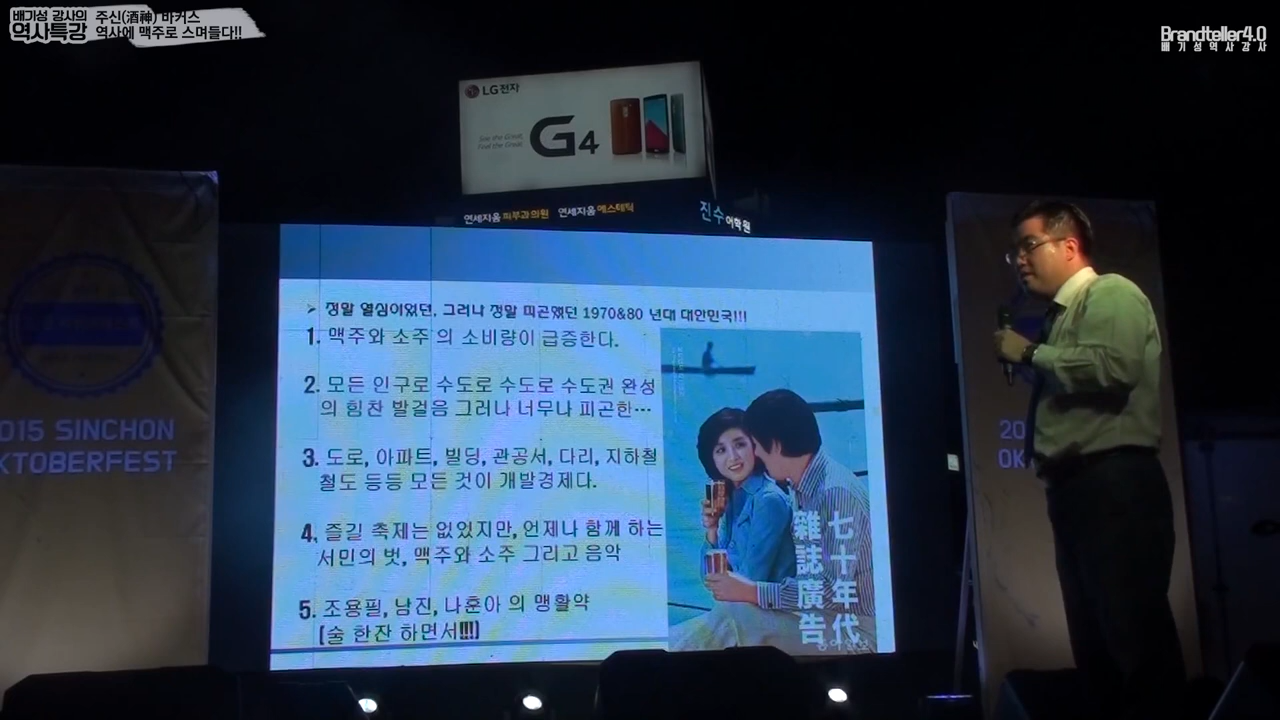 배기성 강사의 주신(酒神) 바커스
역사특강 역사에 맥주로 스며들다!!
Brandteller4.0
배기성역사강사
LG전자
See the Great,
Feel the Great
G4
연세자움피부과의원 연세자움에스테틱
진수어학원
➢ 정말 열심이었던, 그러나 정말 피곤했던 1970&80 년대 대한민국!!!
1. 맥주와 소주 의 소비량이 급증한다.
2. 모든 인구로 수도로 수도로 수도권 완성
의 힘찬 발걸음 그러나 너무나 피곤한…
3. 도로, 아파트, 빌딩, 관공서, 다리, 지하철
철도 등등 모든 것이 개발경제다.
4. 즐길 축제는 없었지만, 언제나 함께 하는
서민의 벗, 맥주와 소주 그리고 음악
5. 조용필, 남진, 나훈아 의 맹활약
(술 한잔 하면서!!!!)
七十年代
雜誌廣告
015 SINCHON
KTOBERFEST
20
OK